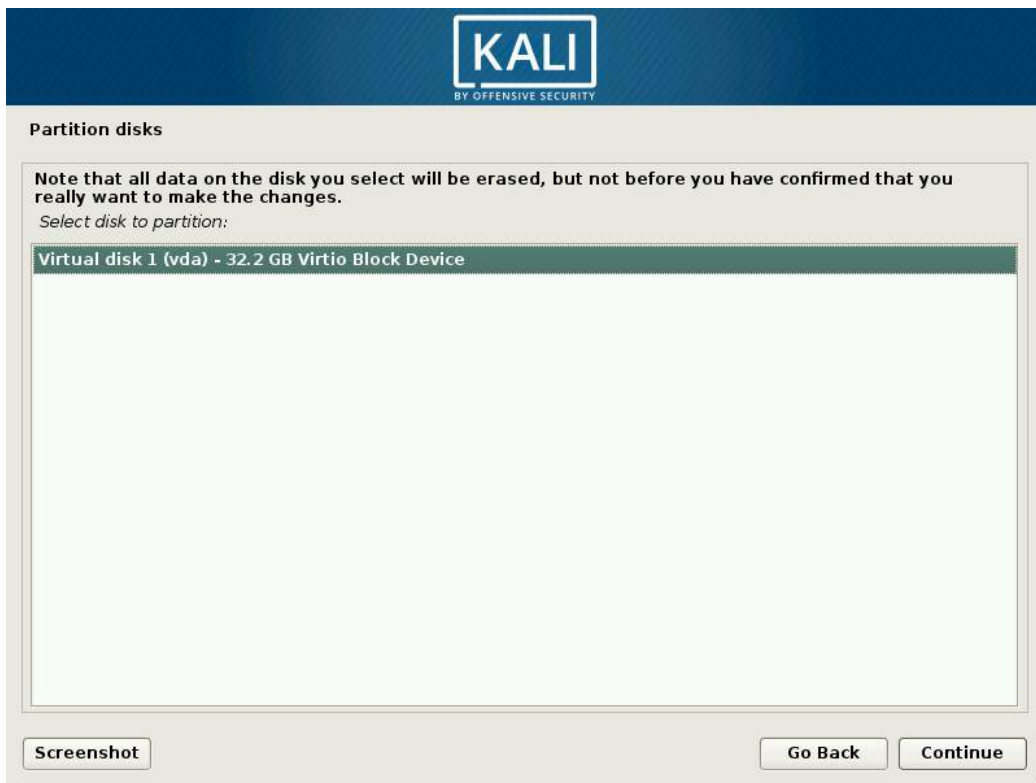 KALI
BY OFFENSIVE SECURITY
Partition disks
Note that all data on the disk you select will be erased, but not before you have confirmed that you
really want to make the changes.
Select disk to partition:
Virtual disk 1 (vda) - 32.2 GB Virtio Block Device
Screenshot
Go Back
Continue